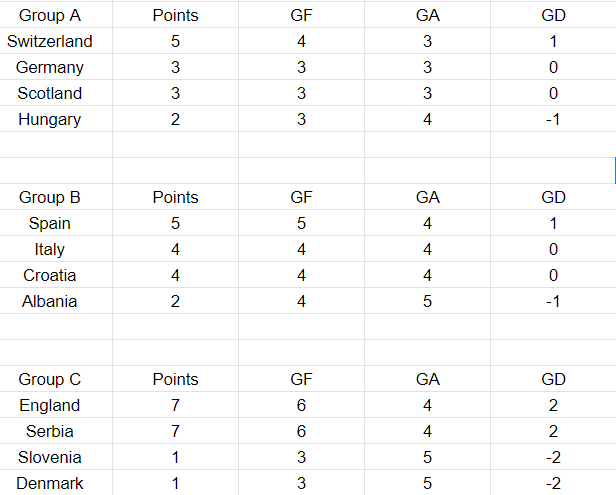 Group A Points GF GA GD
Switzerland 5 4 3 1
Germany 3 3 3 0
Scotland 3 3 3 0
Hungary 2 3 4 -1
Group B Points GF GA GD
Spain 5 5 4 1
Italy 4 4 4 0
Croatia 4 4 4 0
Albania 2 4 5 -1
Group C Points GF GA GD
England 7 6 4 2
Serbia 7 6 4 2
Slovenia 1 3 5 -2
Denmark 1 3 5 -2